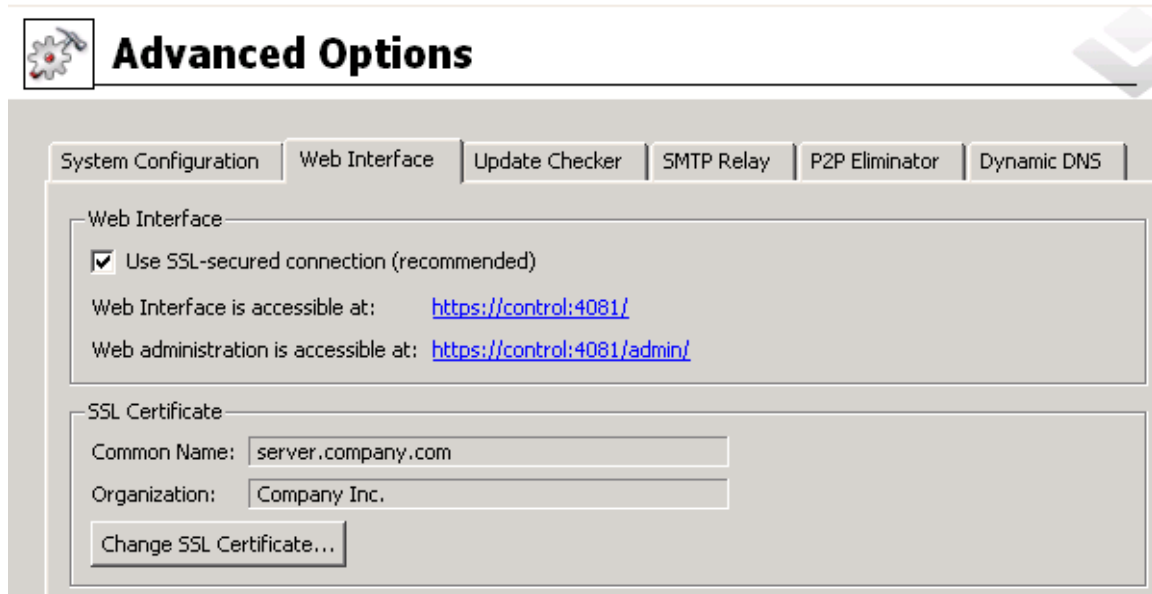 Advanced Options
System Configuration Web Interface Update Checker SMTP Relay P2P Eliminator Dynamic DNS
Web Interface
Use SSL-secured connection (recommended)
Web Interface is accessible at: https://control:4081/
Web administration is accessible at: https://control:4081/admin/
SSL Certificate
Common Name: server.company.com
Organization: Company Inc.
Change SSL Certificate...